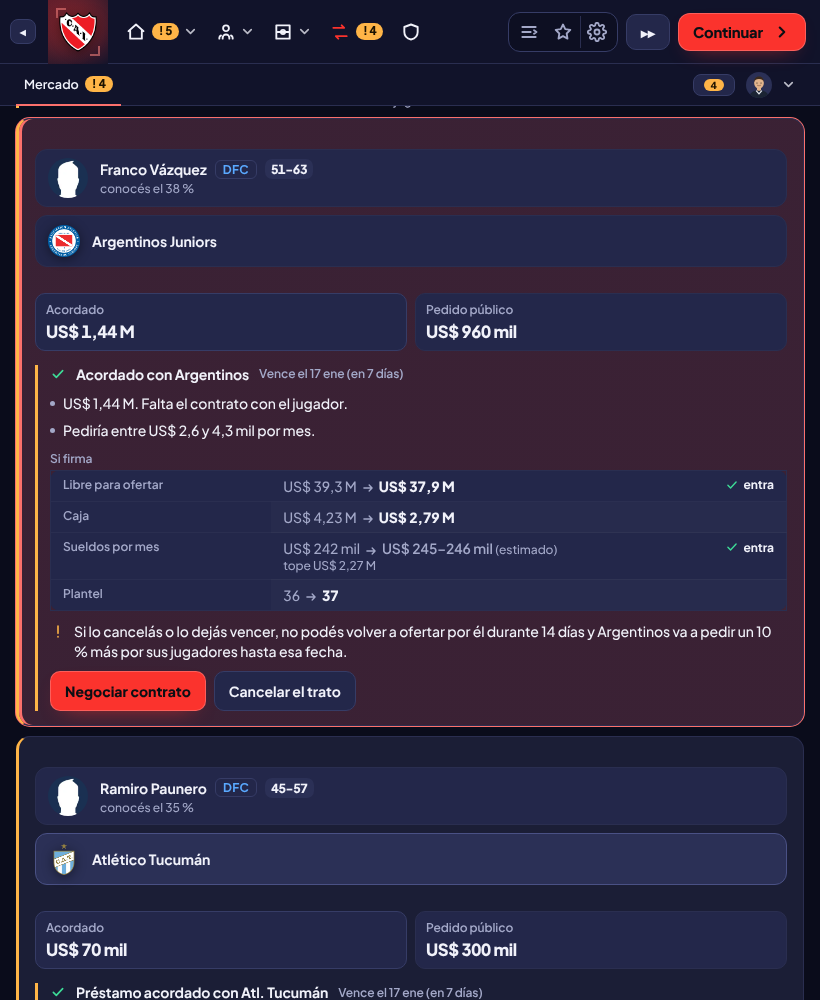 ! 5
! 4
Continuar
Mercado ! 4
4
Franco Vázquez DFC 51–63
conocés el 38 %
Argentinos Juniors
Acordado
US$ 1,44 M
Pedido público
US$ 960 mil
Acordado con Argentinos Vence el 17 ene (en 7 días)
US$ 1,44 M. Falta el contrato con el jugador.
Pediría entre US$ 2,6 y 4,3 mil por mes.
Si firma
Libre para ofertar US$ 39,3 M → US$ 37,9 M entra
Caja US$ 4,23 M → US$ 2,79 M
Sueldos por mes US$ 242 mil → US$ 245–246 mil (estimado) entra
tope US$ 2,27 M
Plantel 36 → 37
! Si lo cancelás o lo dejás vencer, no podés volver a ofertar por él durante 14 días y Argentinos va a pedir un 10
% más por sus jugadores hasta esa fecha.
Negociar contrato Cancelar el trato
Ramiro Paunero DFC 45–57
conocés el 35 %
Atlético Tucumán
Acordado
US$ 70 mil
Pedido público
US$ 300 mil
Préstamo acordado con Atl. Tucumán Vence el 17 ene (en 7 días)